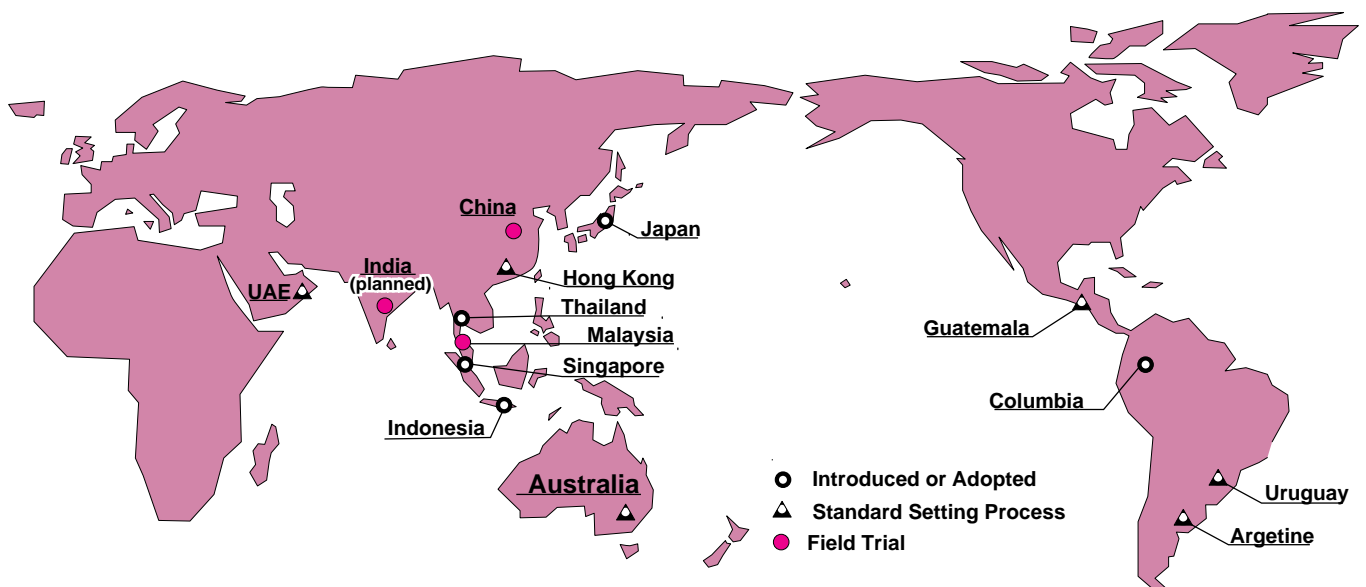 China
Japan
India
(planned)
Hong Kong
UAE
Thailand
Malaysia
Guatemala
Singapore
Columbia
Indonesia
Australia
Introduced or Adopted
Uruguay
Standard Setting Process
Argetine
Field Trial